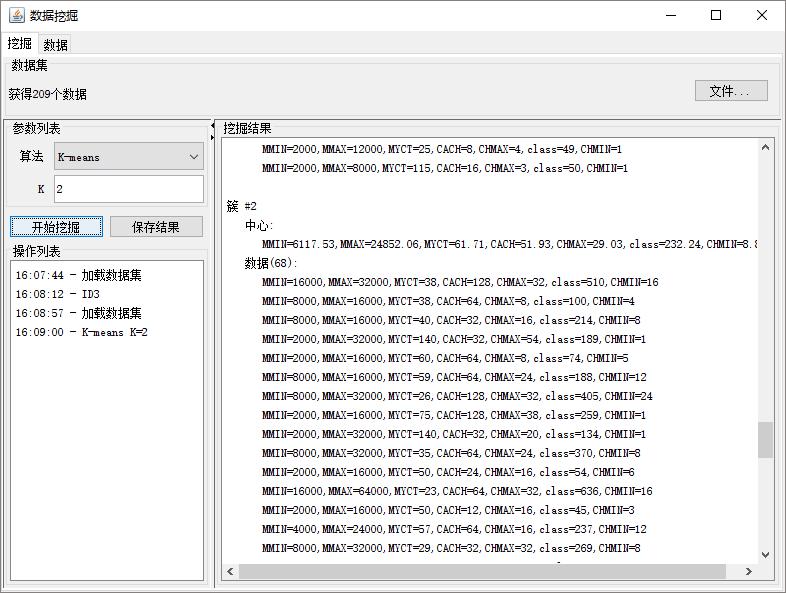 数据挖掘
挖掘 数据
数据集
获得209个数据
文件...
参数列表
算法 K-means
K 2
开始挖掘 保存结果
操作列表
16:07:44 - 加载数据集
16:08:12 - ID3
16:08:57 - 加载数据集
16:09:00 - K-means K=2
挖掘结果
MMIN=2000,MMAX=12000,MYCT=25,CACH=8,CHMAX=4,class=49,CHMIN=1
MMIN=2000,MMAX=8000,MYCT=115,CACH=16,CHMAX=3,class=50,CHMIN=1
簇 #2
中心:
MMIN=6117.53,MMAX=24852.06,MYCT=61.71,CACH=51.93,CHMAX=29.03,class=232.24,CHMIN=8.8
数据(68):
MMIN=16000,MMAX=32000,MYCT=38,CACH=128,CHMAX=32,class=510,CHMIN=16
MMIN=8000,MMAX=16000,MYCT=38,CACH=64,CHMAX=8,class=100,CHMIN=4
MMIN=8000,MMAX=16000,MYCT=40,CACH=32,CHMAX=16,class=214,CHMIN=8
MMIN=2000,MMAX=32000,MYCT=140,CACH=32,CHMAX=54,class=189,CHMIN=1
MMIN=2000,MMAX=16000,MYCT=60,CACH=64,CHMAX=8,class=74,CHMIN=5
MMIN=8000,MMAX=16000,MYCT=59,CACH=64,CHMAX=24,class=188,CHMIN=12
MMIN=8000,MMAX=32000,MYCT=26,CACH=128,CHMAX=32,class=405,CHMIN=24
MMIN=2000,MMAX=16000,MYCT=75,CACH=128,CHMAX=38,class=259,CHMIN=1
MMIN=2000,MMAX=32000,MYCT=140,CACH=32,CHMAX=20,class=134,CHMIN=1
MMIN=8000,MMAX=32000,MYCT=35,CACH=64,CHMAX=24,class=370,CHMIN=8
MMIN=2000,MMAX=16000,MYCT=50,CACH=24,CHMAX=16,class=54,CHMIN=6
MMIN=16000,MMAX=64000,MYCT=23,CACH=64,CHMAX=32,class=636,CHMIN=16
MMIN=2000,MMAX=16000,MYCT=50,CACH=12,CHMAX=16,class=45,CHMIN=3
MMIN=4000,MMAX=24000,MYCT=57,CACH=64,CHMAX=16,class=237,CHMIN=12
MMIN=8000,MMAX=32000,MYCT=29,CACH=32,CHMAX=32,class=269,CHMIN=8